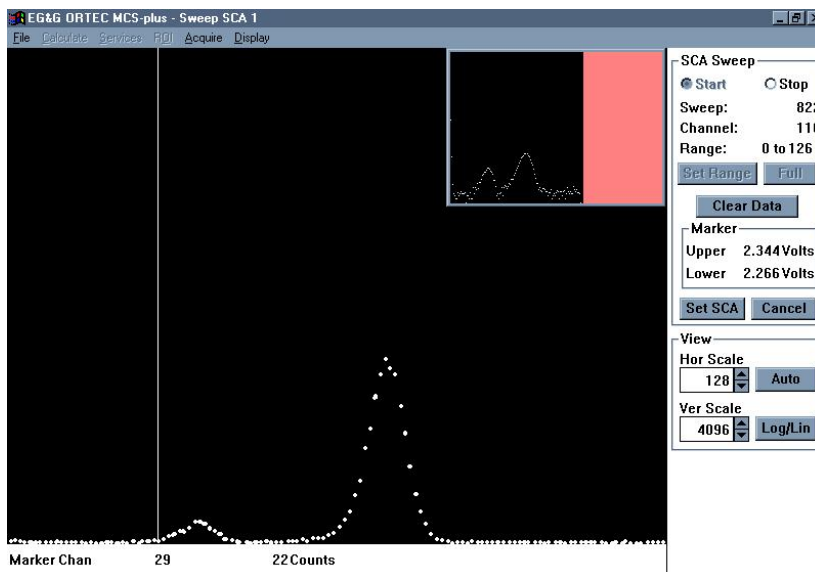 EG&G ORTEC MCS-plus - Sweep SCA 1
File Calculate Services ROI Acquire Display
SCA Sweep
Start Stop
Sweep: 822
Channel: 110
Range: 0 to 126
Set Range Full
Clear Data
Marker
Upper 2.344 Volts
Lower 2.266 Volts
Set SCA Cancel
View
Hor Scale
128 Auto
Ver Scale
4096 Log/Lin
Marker Chan 29 22 Counts